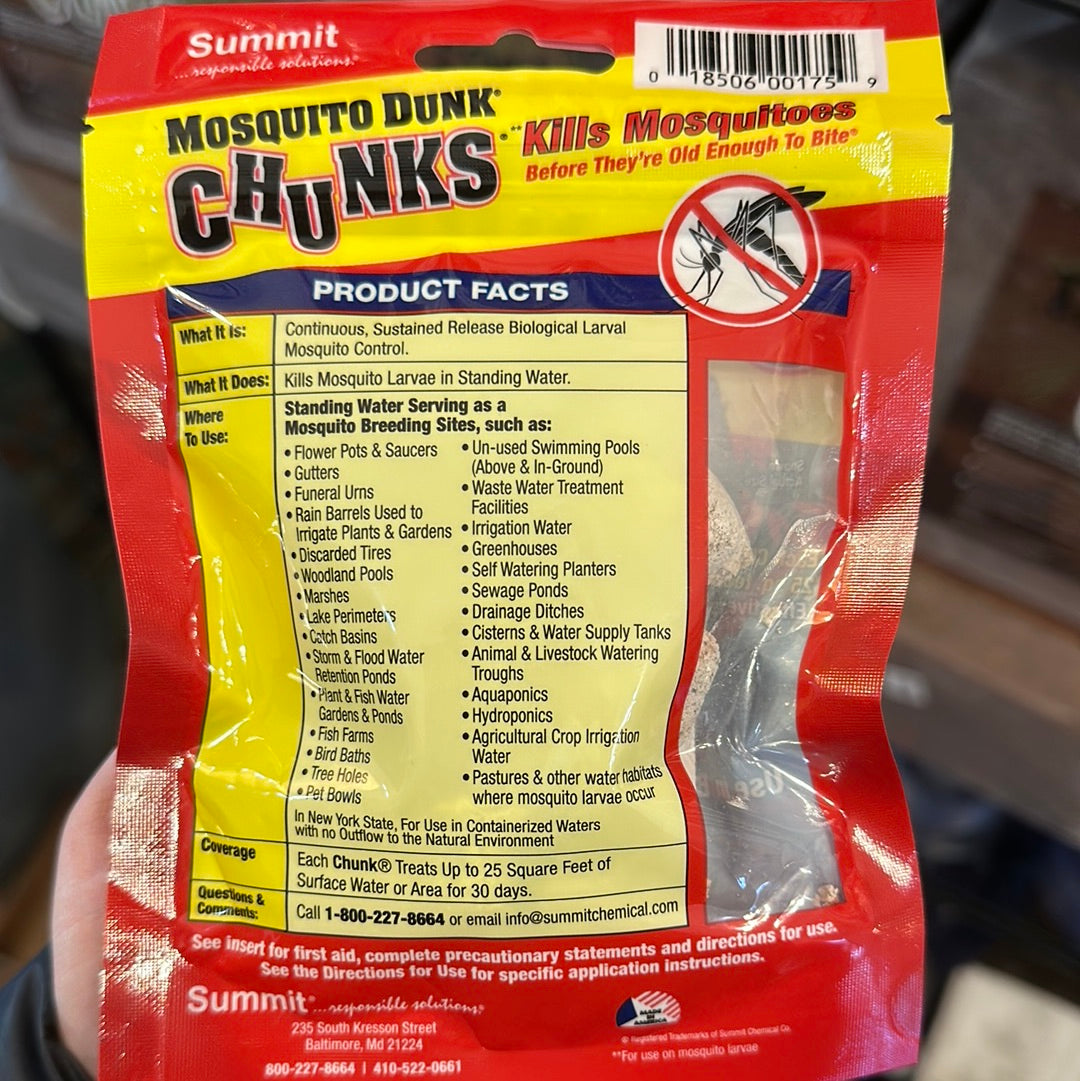 Summit
...responsible solutions.®
0 18506 00175 9
MOSQUITO DUNK®
CHUNKS®
**Kills Mosquitoes
Before They're Old Enough To Bite®
PRODUCT FACTS
What It Is:
Continuous, Sustained Release Biological Larval
Mosquito Control.
What It Does:
Kills Mosquito Larvae in Standing Water.
Where
To Use:
Standing Water Serving as a
Mosquito Breeding Sites, such as:
• Flower Pots & Saucers
• Gutters
• Funeral Urns
• Rain Barrels Used to
Irrigate Plants & Gardens
• Discarded Tires
• Woodland Pools
• Marshes
• Lake Perimeters
• Catch Basins
• Storm & Flood Water
Retention Ponds
• Plant & Fish Water
Gardens & Ponds
• Fish Farms
• Bird Baths
• Tree Holes
• Pet Bowls
• Un-used Swimming Pools
(Above & In-Ground)
• Waste Water Treatment
Facilities
• Irrigation Water
• Greenhouses
• Self Watering Planters
• Sewage Ponds
• Drainage Ditches
• Cisterns & Water Supply Tanks
• Animal & Livestock Watering
Troughs
• Aquaponics
• Hydroponics
• Agricultural Crop Irrigation
Water
• Pastures & other water habitats
where mosquito larvae occur
In New York State, For Use in Containerized Waters
with no Outflow to the Natural Environment
Coverage
Each Chunk® Treats Up to 25 Square Feet of
Surface Water or Area for 30 days.
Questions &
Comments:
Call 1-800-227-8664 or email info@summitchemical.com
See insert for first aid, complete precautionary statements and directions for use.
See the Directions for Use for specific application instructions.
Summit®...responsible solutions®
235 South Kresson Street
Baltimore, Md 21224
800-227-8664 | 410-522-0661
MADE
IN
AMERICA
® Registered Trademarks of Summit Chemical Co.
**For use on mosquito larvae